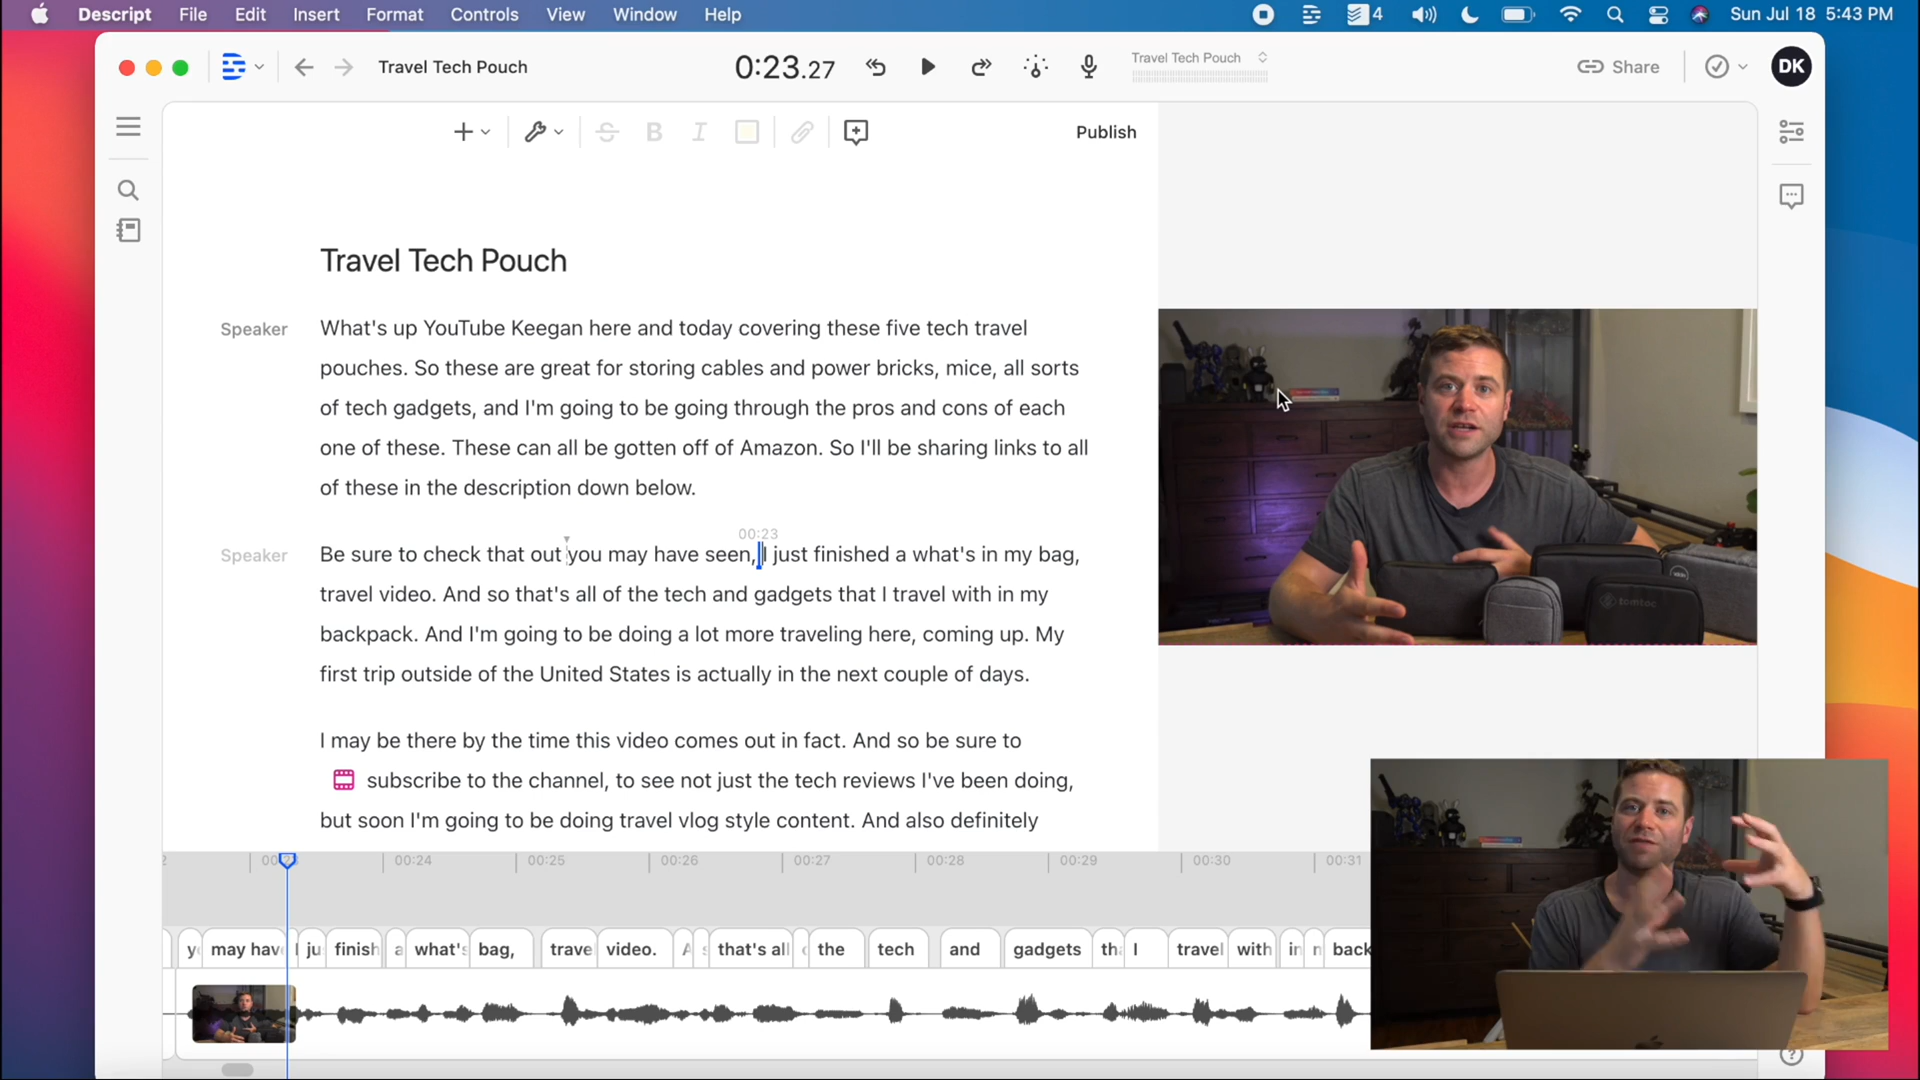 Descript File Edit Insert Format Controls View Window Help 4 Sun Jul 18 5:43 PM
Travel Tech Pouch 0:23.27 Travel Tech Pouch Share DK
Publish
Travel Tech Pouch
Speaker What's up YouTube Keegan here and today covering these five tech travel
pouches. So these are great for storing cables and power bricks, mice, all sorts
of tech gadgets, and I'm going to be going through the pros and cons of each
one of these. These can all be gotten off of Amazon. So I'll be sharing links to all
of these in the description down below.
00:23
Speaker Be sure to check that out you may have seen, I just finished a what's in my bag,
travel video. And so that's all of the tech and gadgets that I travel with in my
backpack. And I'm going to be doing a lot more traveling here, coming up. My
first trip outside of the United States is actually in the next couple of days.
tomtoc
I may be there by the time this video comes out in fact. And so be sure to
subscribe to the channel, to see not just the tech reviews I've been doing,
but soon I'm going to be doing travel vlog style content. And also definitely
00:23 00:24 00:25 00:26 00:27 00:28 00:29 00:30 00:31
y may hav I ju finish a what's bag, trave video. A s that's all the tech and gadgets tha I travel with in n back